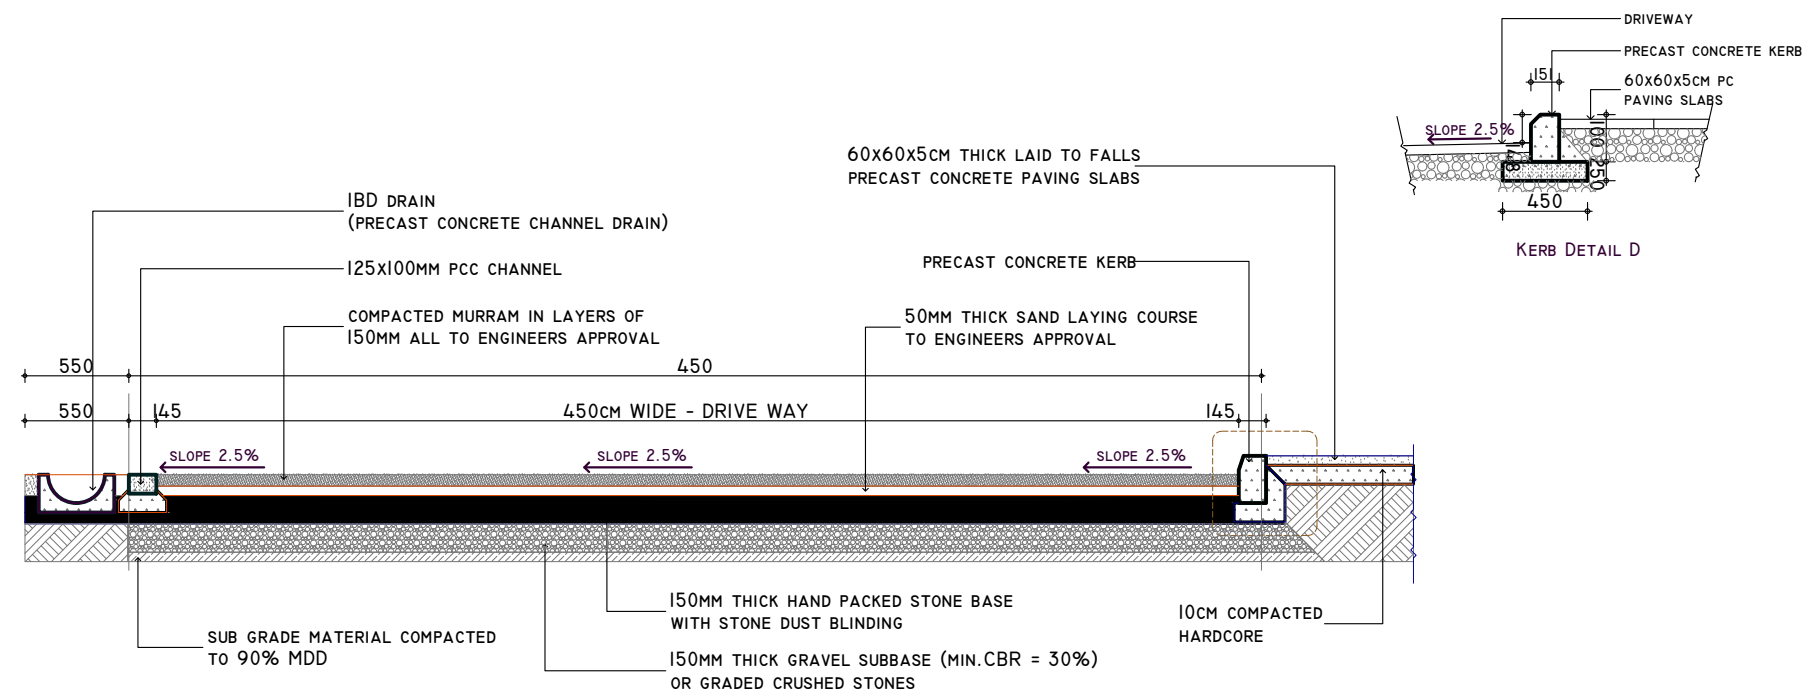 DRIVEWAY
PRECAST CONCRETE KERB
151
60X60X5CM PC
PAVING SLABS
SLOPE 2.5%
148
100
250
450
KERB DETAIL D
60X60X5CM THICK LAID TO FALLS
PRECAST CONCRETE PAVING SLABS
IBD DRAIN
(PRECAST CONCRETE CHANNEL DRAIN)
125X100MM PCC CHANNEL
PRECAST CONCRETE KERB
COMPACTED MURRAM IN LAYERS OF
150MM ALL TO ENGINEERS APPROVAL
50MM THICK SAND LAYING COURSE
TO ENGINEERS APPROVAL
550
450
550
145
450CM WIDE - DRIVE WAY
145
SLOPE 2.5%
SLOPE 2.5%
SLOPE 2.5%
150MM THICK HAND PACKED STONE BASE
WITH STONE DUST BLINDING
10CM COMPACTED
HARDCORE
SUB GRADE MATERIAL COMPACTED
TO 90% MDD
150MM THICK GRAVEL SUBBASE (MIN.CBR = 30%)
OR GRADED CRUSHED STONES